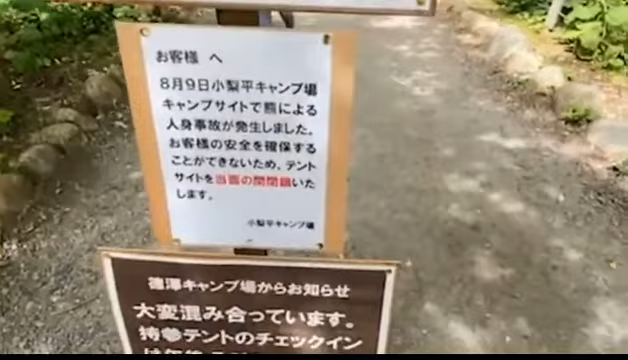 お客様 へ
8月9日小梨平キャンプ場
キャンプサイトで熊による
人身事故が発生しました。
お客様の安全を確保する
ことができないため、テント
サイトを当面の間閉鎖いた
します。
小梨平キャンプ場
徳澤キャンプ場からお知らせ
大変混み合っています。
持参テントのチェックイン